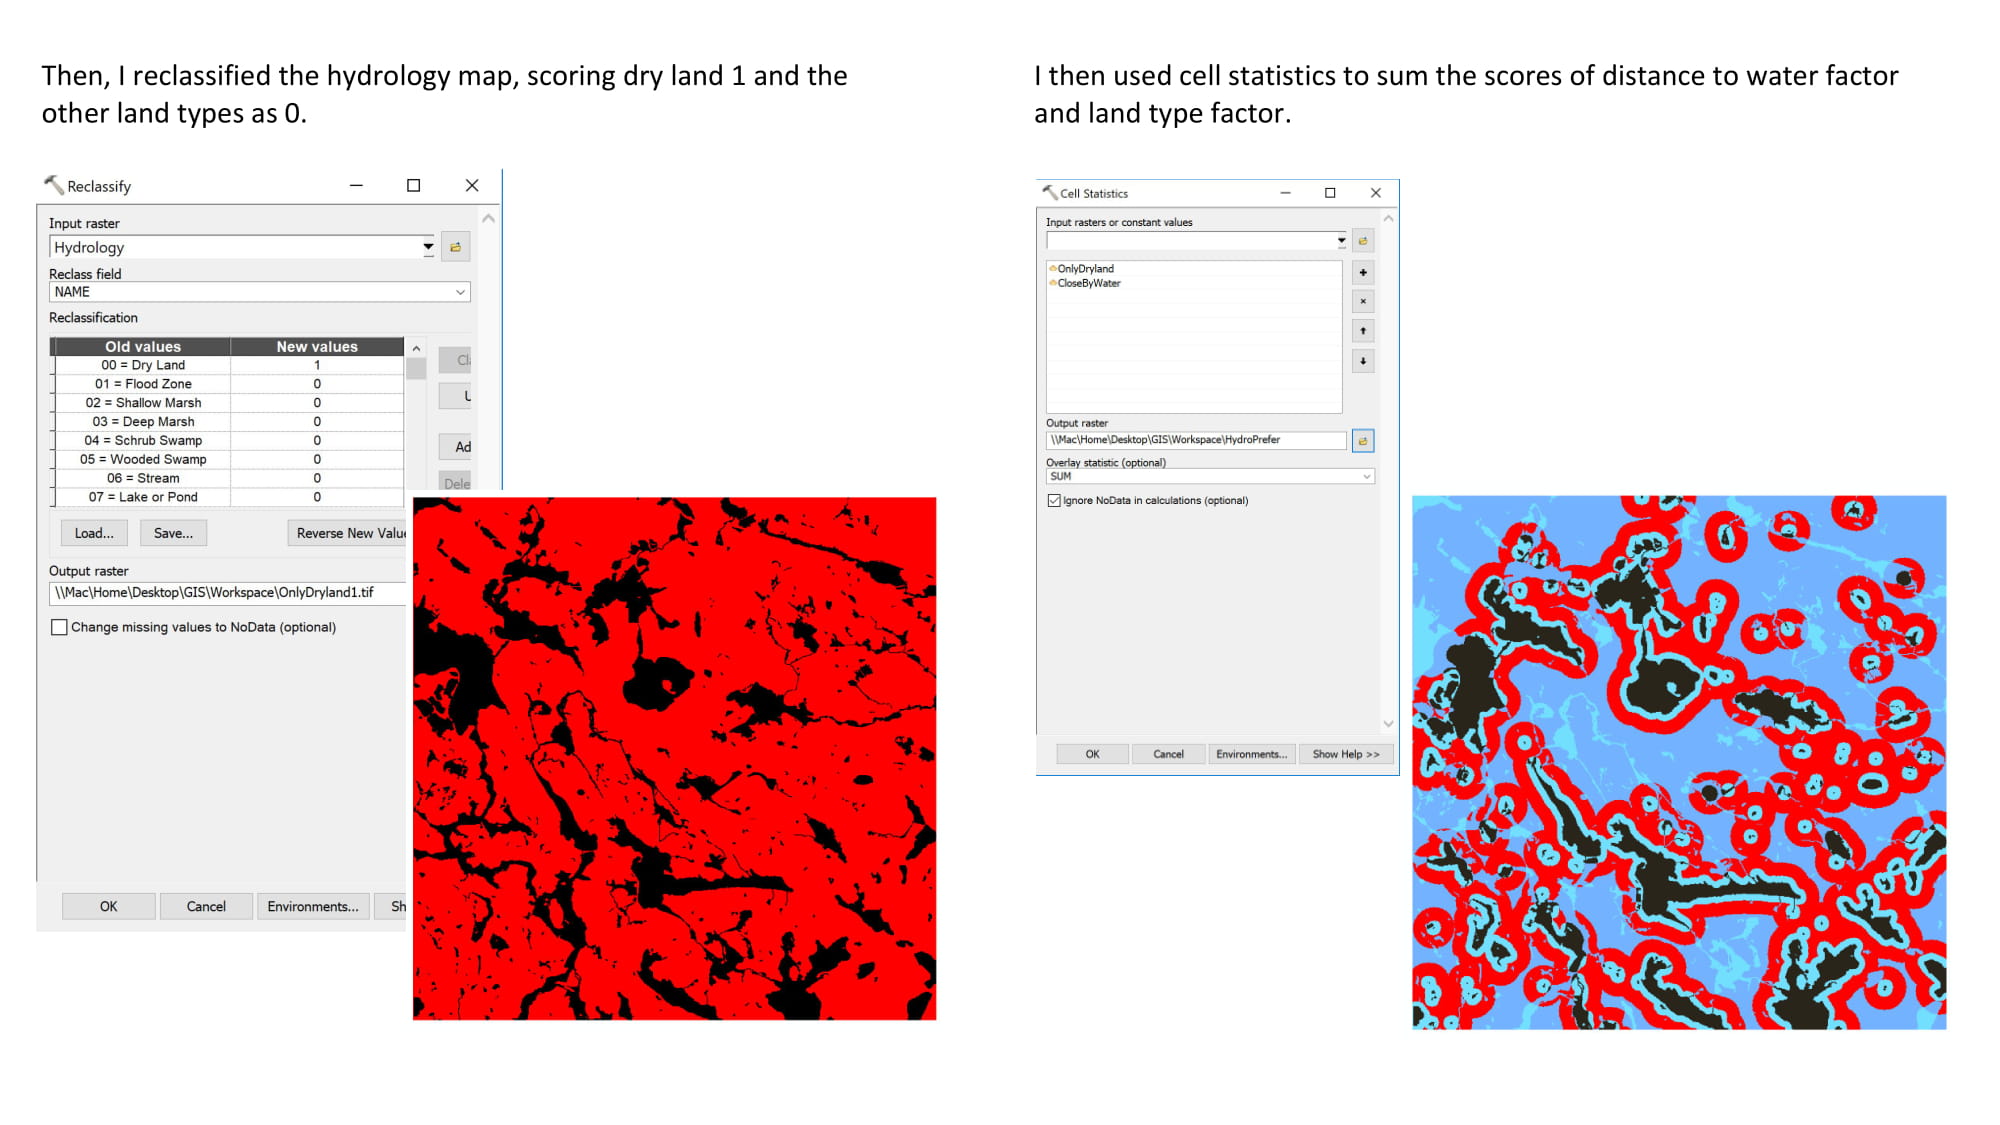 Then, I reclassified the hydrology map, scoring dry land 1 and the
other land types as 0.
Reclassify
Input raster
Hydrology
Reclass field
NAME
Reclassification
Old values New values
00 = Dry Land 1
01 = Flood Zone 0
02 = Shallow Marsh 0
03 = Deep Marsh 0
04 = Schrub Swamp 0
05 = Wooded Swamp 0
06 = Stream 0
07 = Lake or Pond 0
Cl
U
Ad
Dele
Load... Save... Reverse New Value
Output raster
\\Mac\Home\Desktop\GIS\Workspace\OnlyDryland1.tif
Change missing values to NoData (optional)
OK Cancel Environments... Sh
I then used cell statistics to sum the scores of distance to water factor
and land type factor.
Cell Statistics
Input rasters or constant values
OnlyDryland
CloseByWater
Output raster
\\Mac\Home\Desktop\GIS\Workspace\HydroPrefer
Overlay statistic (optional)
SUM
Ignore NoData in calculations (optional)
OK Cancel Environments... Show Help >>